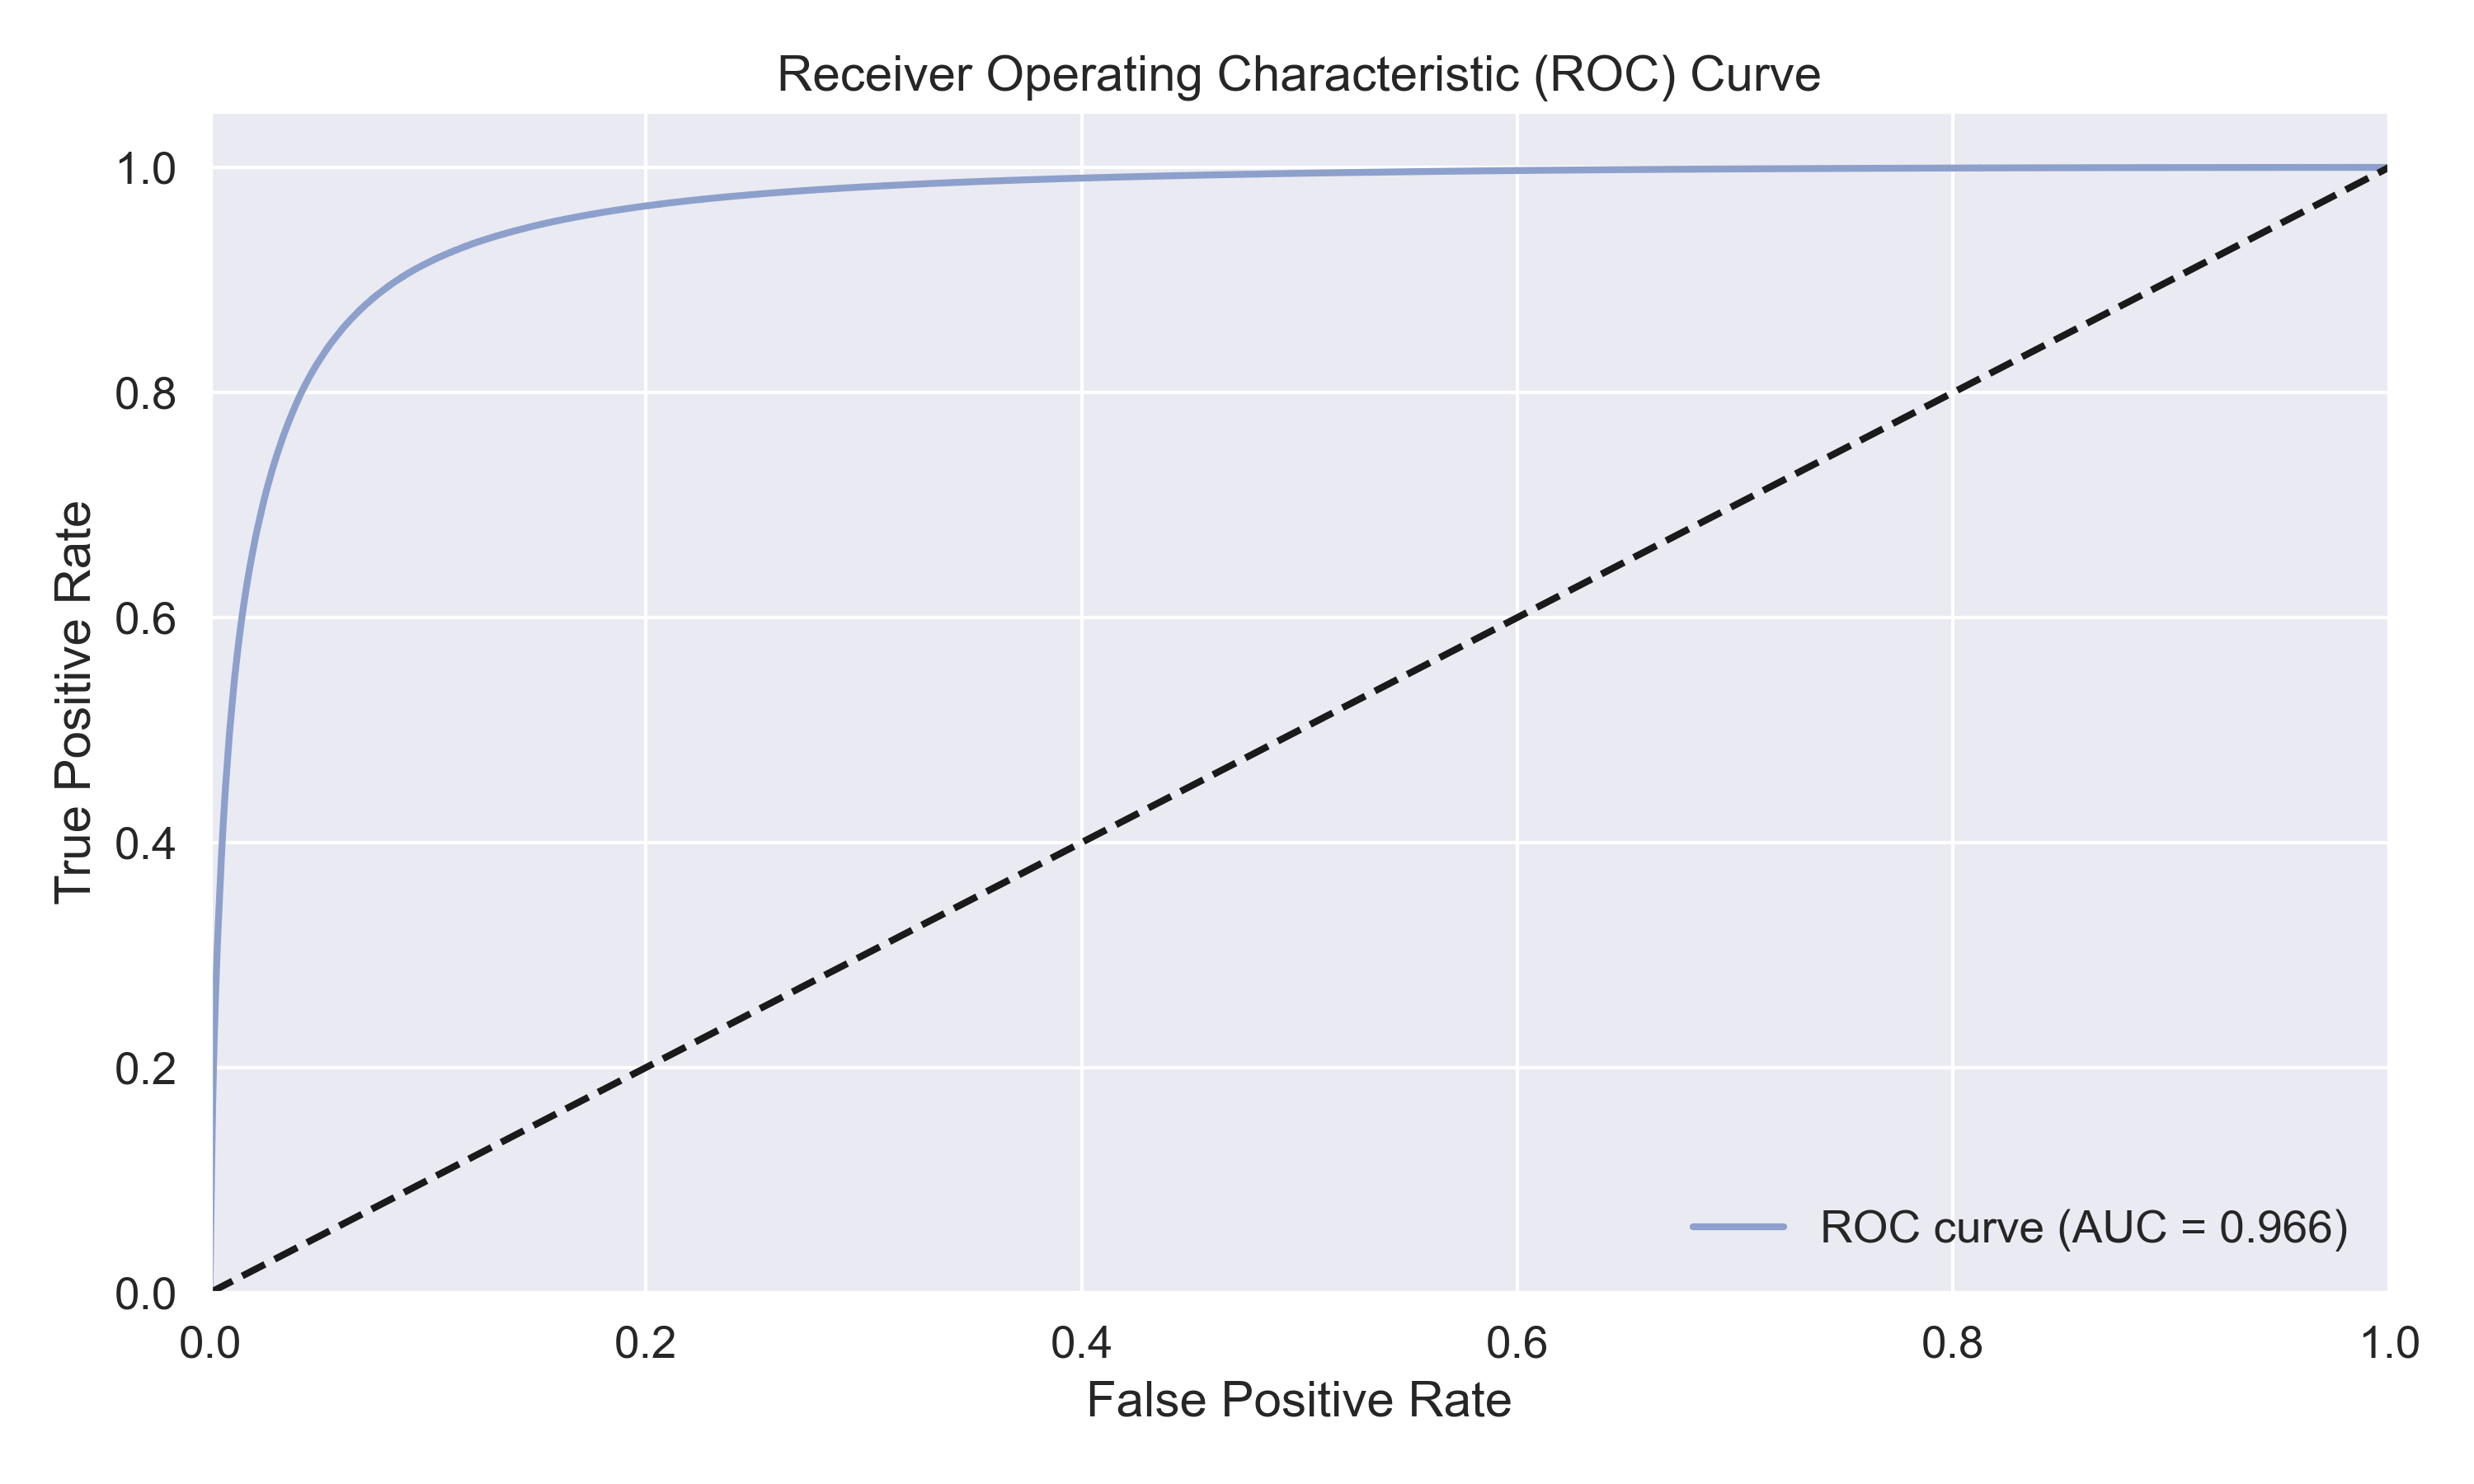 Receiver Operating Characteristic (ROC) Curve
1.0
0.8
0.6
0.4
0.2
0.0
True Positive Rate
0.0 0.2 0.4 0.6 0.8 1.0
False Positive Rate
ROC curve (AUC = 0.966)